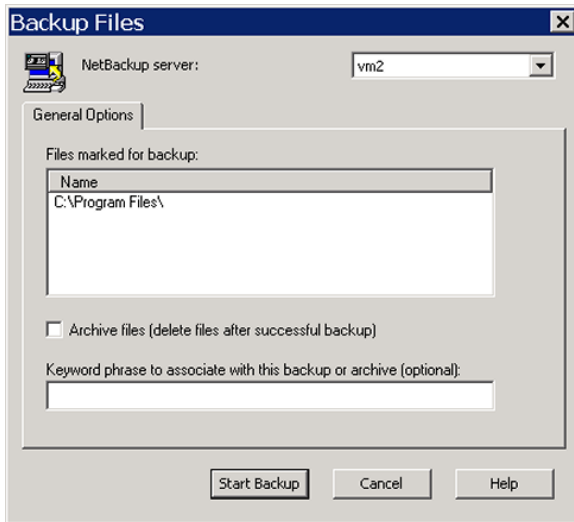 Backup Files
NetBackup server:
vm2
General Options
Files marked for backup:
Name
C:\Program Files\
Archive files (delete files after successful backup)
Keyword phrase to associate with this backup or archive (optional):
Start Backup Cancel Help